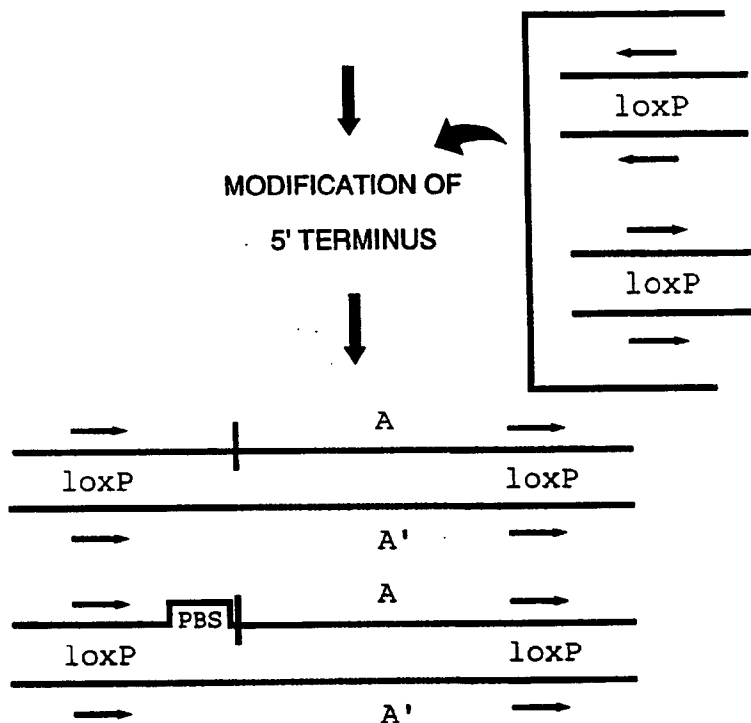 loxP
MODIFICATION OF
5' TERMINUS
loxP
A
loxP loxP
A'
A
PBS
loxP loxP
A'